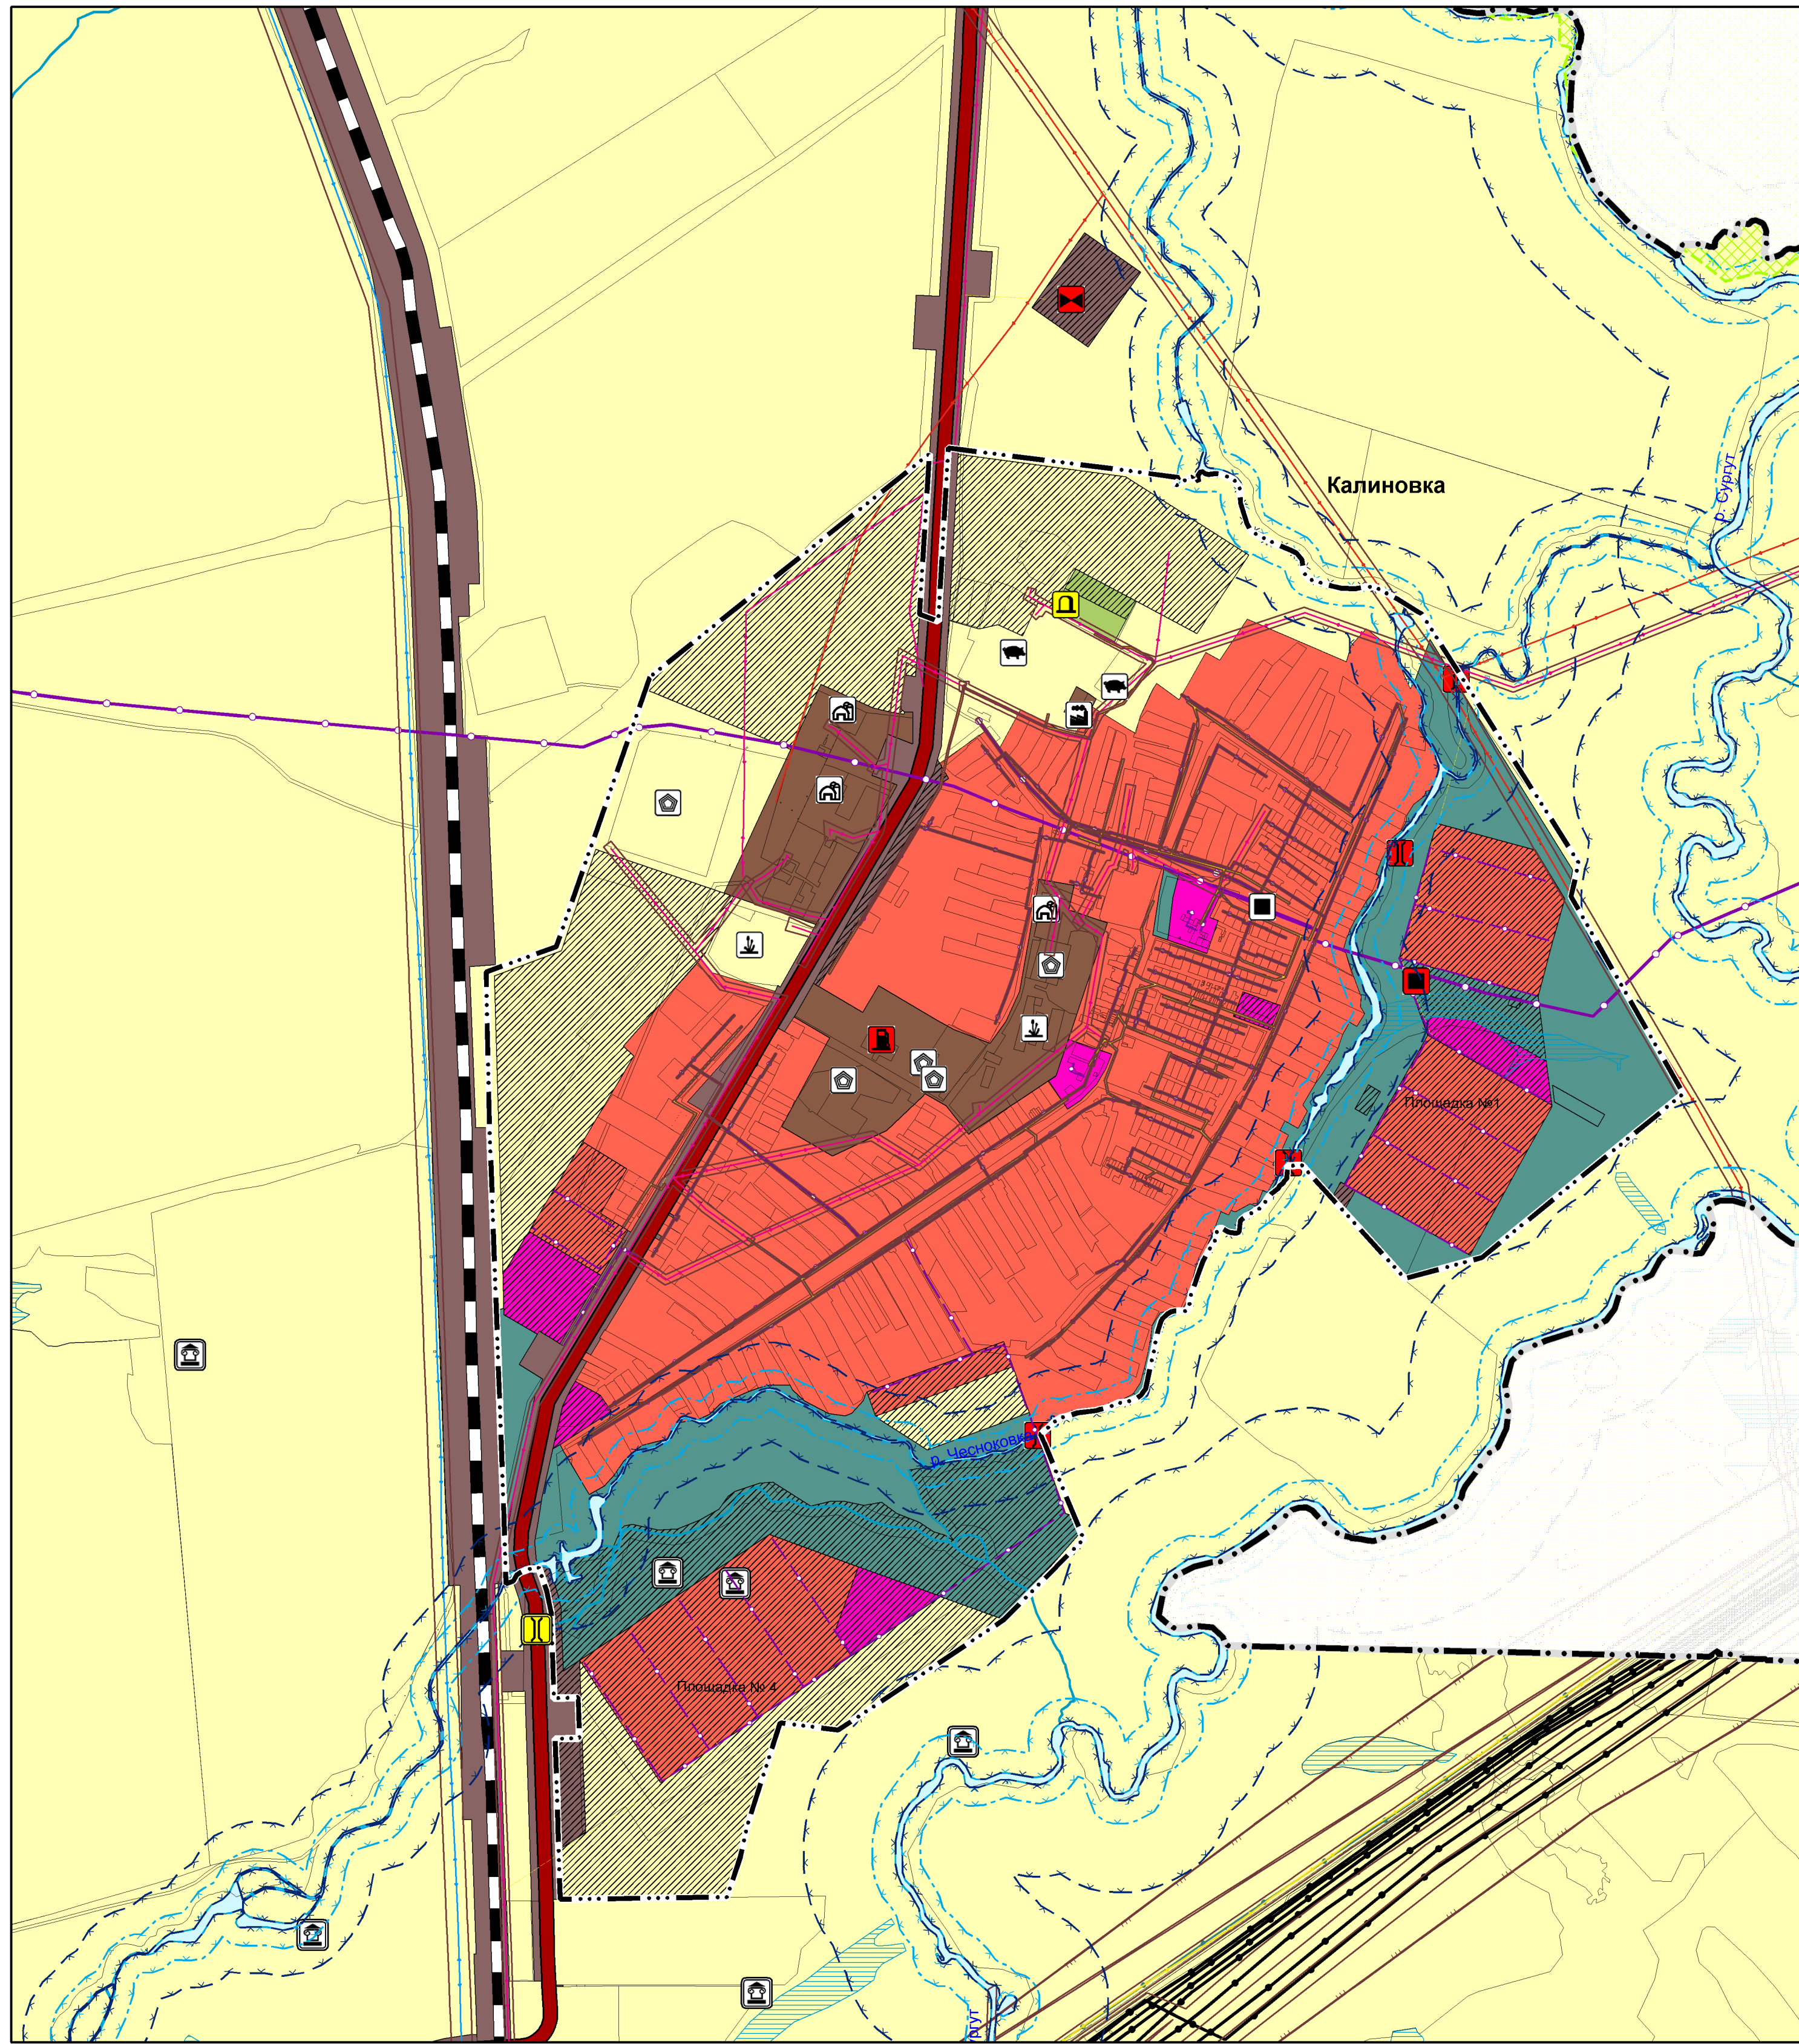 Калиновка
р. Сургут
Площадка №1
р. Чесноковка
Площадка № 4
ргут